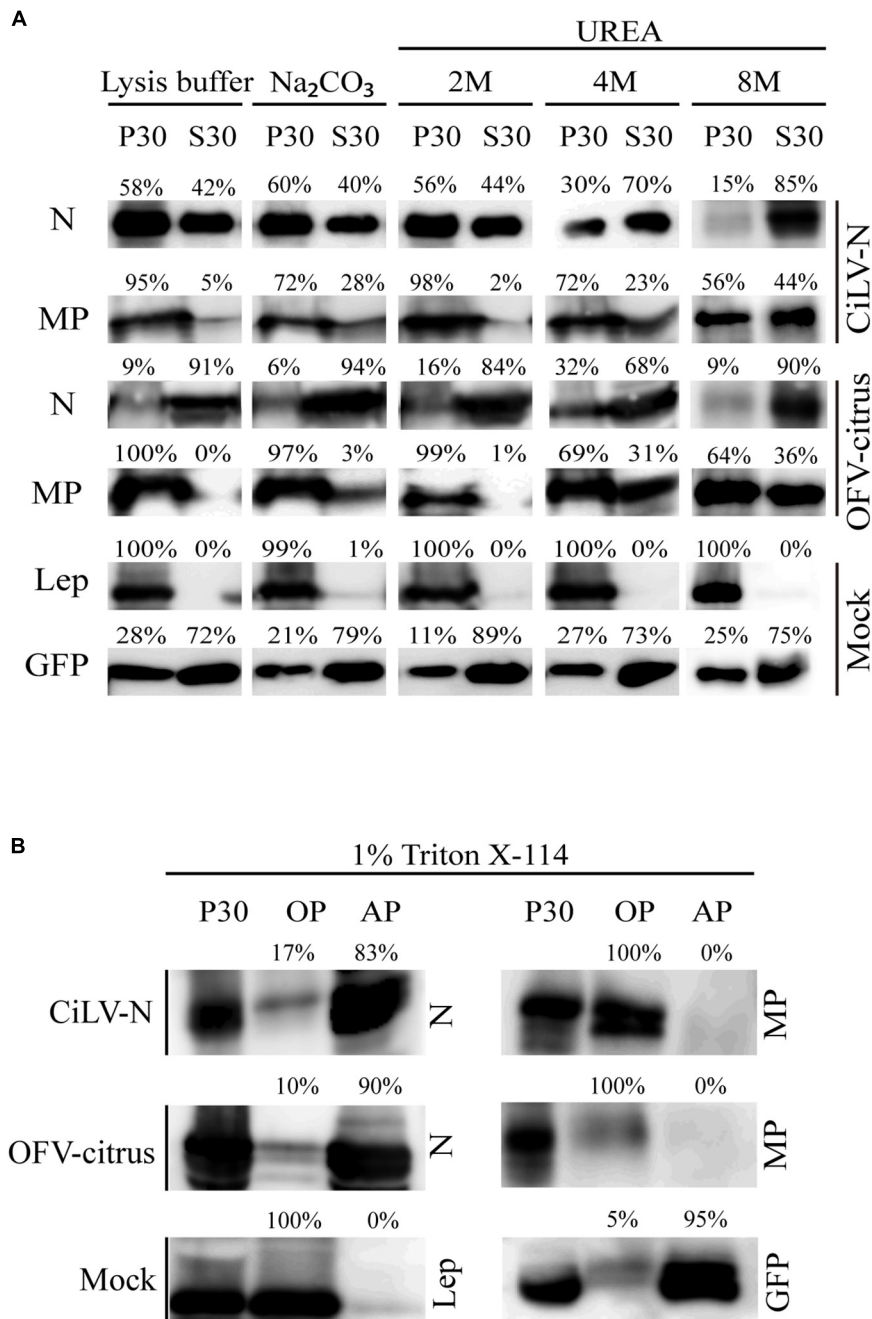 A
UREA
Lysis buffer Na₂CO₃ 2M 4M 8M
P30 S30 P30 S30 P30 S30 P30 S30 P30 S30
58% 42% 60% 40% 56% 44% 30% 70% 15% 85%
N
95% 5% 72% 28% 98% 2% 72% 23% 56% 44%
MP
CiLV-N
9% 91% 6% 94% 16% 84% 32% 68% 9% 90%
N
100% 0% 97% 3% 99% 1% 69% 31% 64% 36%
MP
OFV-citrus
100% 0% 99% 1% 100% 0% 100% 0% 100% 0%
Lep
28% 72% 21% 79% 11% 89% 27% 73% 25% 75%
GFP
Mock
B
1% Triton X-114
P30 OP AP P30 OP AP
17% 83% 100% 0%
CiLV-N N MP
10% 90% 100% 0%
OFV-citrus N MP
100% 0% 5% 95%
Mock Lep GFP